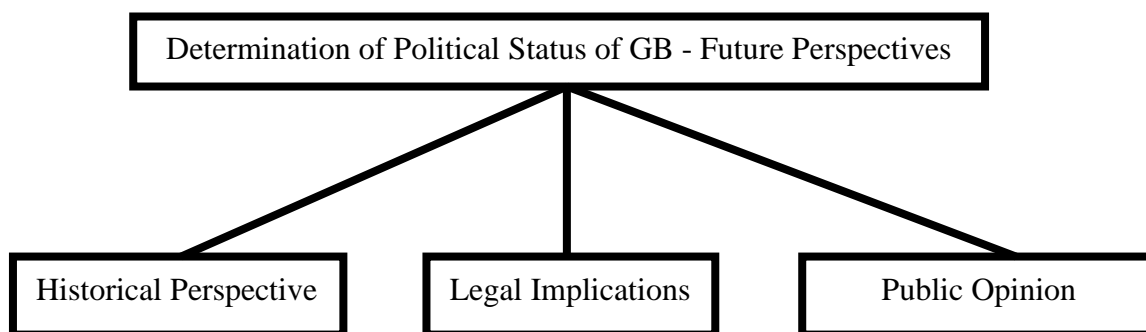 Determination of Political Status of GB - Future Perspectives
Historical Perspective
Legal Implications
Public Opinion